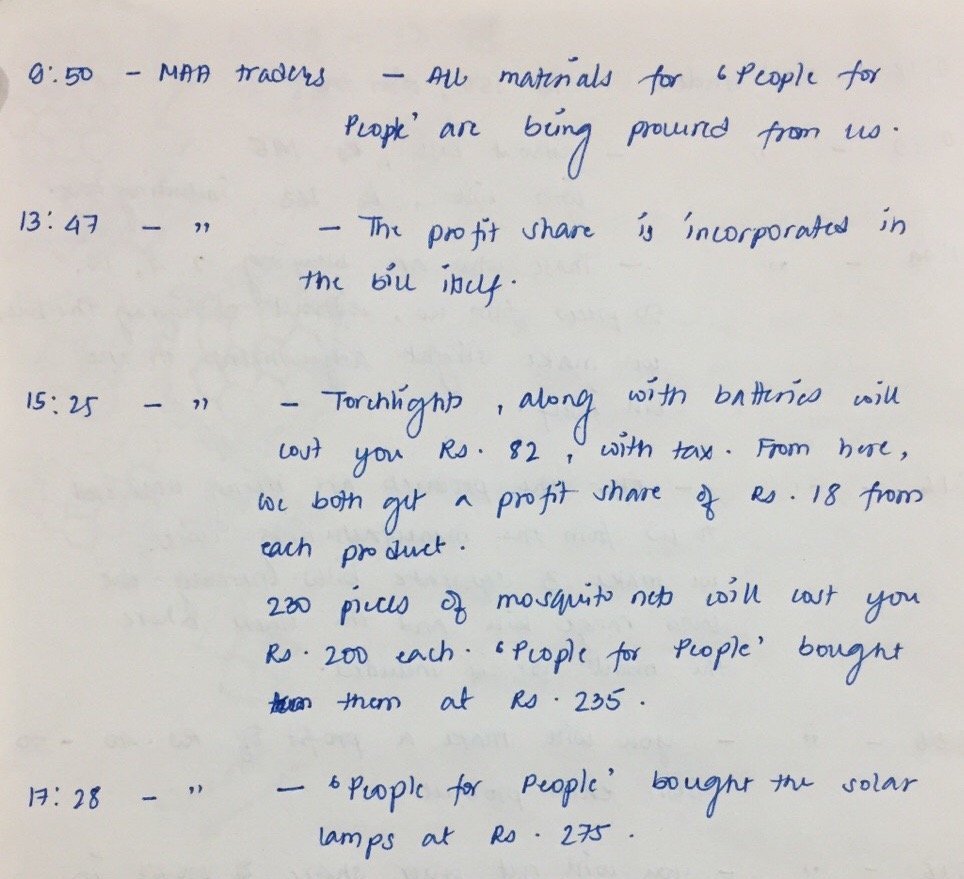 9:50 - MAA traders - All materials for 'People for
People' are being procured from us.
13:47 - " - The profit share is incorporated in
the bill itself.
15:25 - " - Torchlights, along with batteries will
cost you Rs. 82, with tax. From here,
we both get a profit share of Rs. 18 from
each product.
230 pieces of mosquito nets will cost you
Rs. 200 each. 'People for People' bought
them at Rs. 235.
17:28 - " - 'People for People' bought the solar
lamps at Rs. 275.